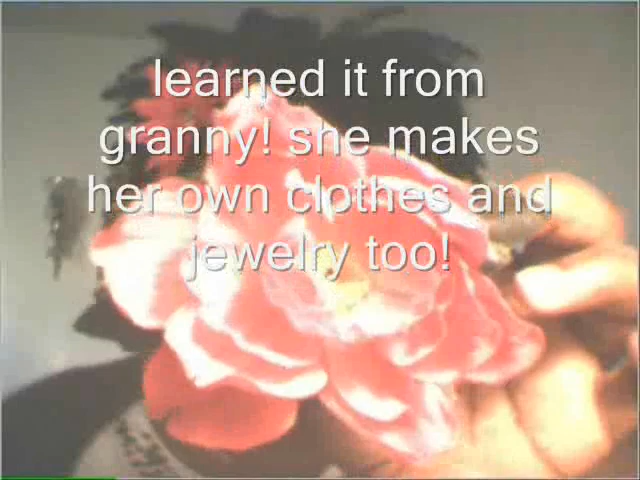 learned it from
granny! she makes
her own clothes and
jewelry too!